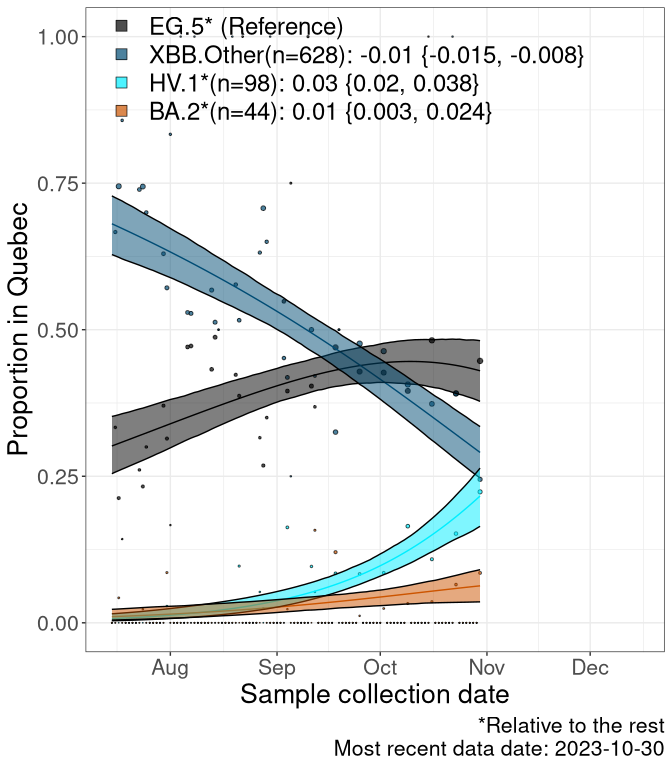 EG.5* (Reference)
XBB.Other(n=628): -0.01 {-0.015, -0.008}
HV.1*(n=98): 0.03 {0.02, 0.038}
BA.2*(n=44): 0.01 {0.003, 0.024}
1.00
0.75
0.50
0.25
0.00
Proportion in Quebec
Aug Sep Oct Nov Dec
Sample collection date
*Relative to the rest
Most recent data date: 2023-10-30